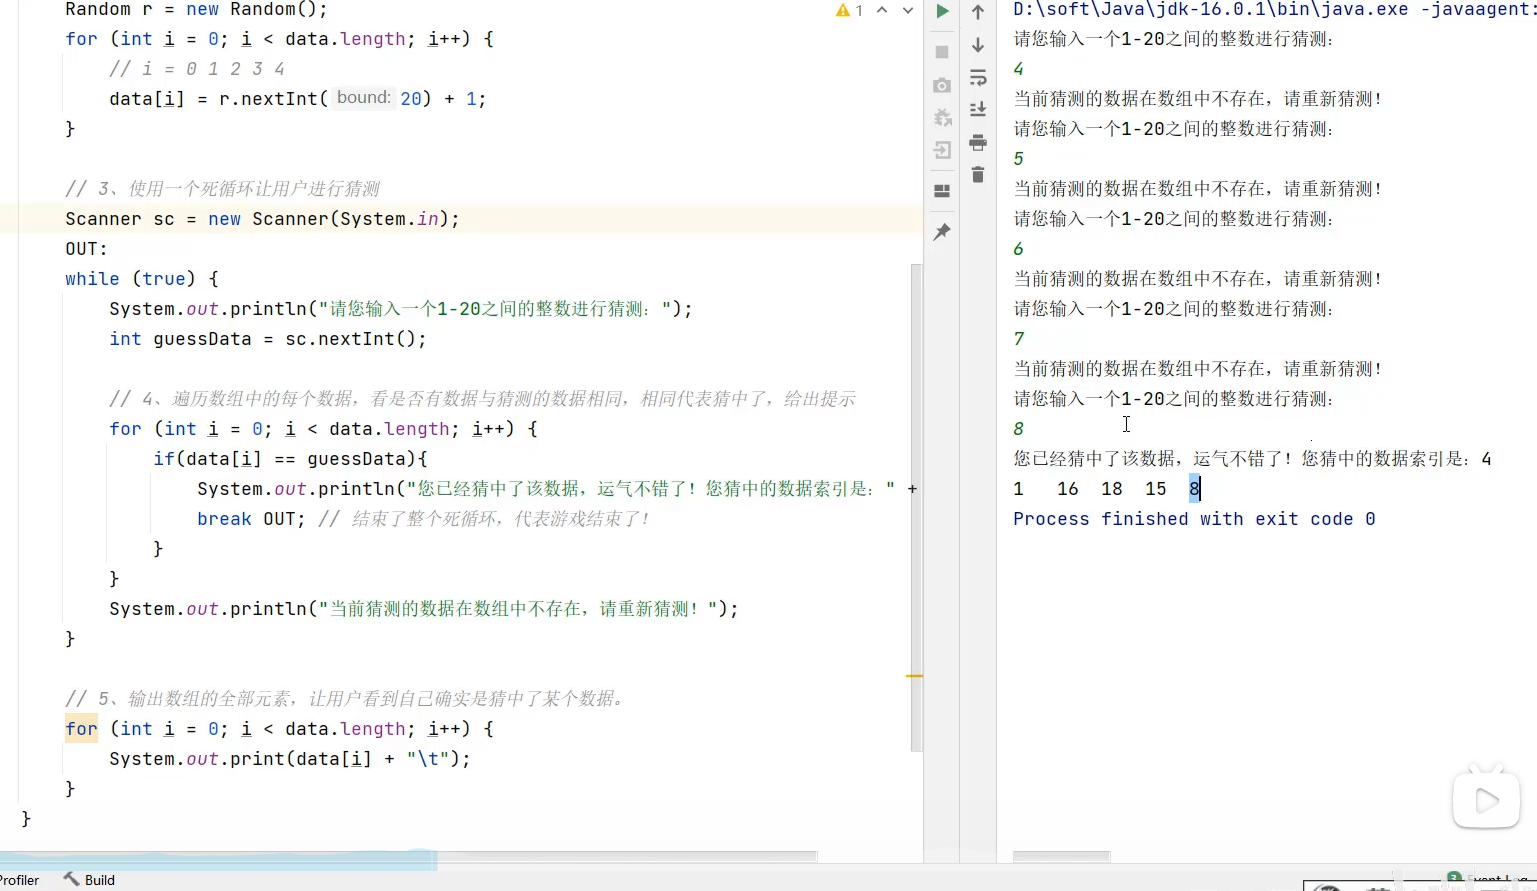 Random r = new Random();
for (int i = 0; i < data.length; i++) {
// i = 0 1 2 3 4
data[i] = r.nextInt( bound: 20) + 1;
}
// 3、使用一个死循环让用户进行猜测
Scanner sc = new Scanner(System.in);
OUT:
while (true) {
System.out.println("请您输入一个1-20之间的整数进行猜测：");
int guessData = sc.nextInt();
// 4、遍历数组中的每个数据，看是否有数据与猜测的数据相同，相同代表猜中了，给出提示
for (int i = 0; i < data.length; i++) {
if(data[i] == guessData){
System.out.println("您已经猜中了该数据，运气不错了！您猜中的数据索引是：" +
break OUT; // 结束了整个死循环，代表游戏结束了！
}
}
System.out.println("当前猜测的数据在数组中不存在，请重新猜测！");
}
// 5、输出数组的全部元素，让用户看到自己确实是猜中了某个数据。
for (int i = 0; i < data.length; i++) {
System.out.print(data[i] + "\t");
}
}
1
D:\soft\Java\jdk-16.0.1\bin\java.exe -javaagent:
请您输入一个1-20之间的整数进行猜测：
4
当前猜测的数据在数组中不存在，请重新猜测！
请您输入一个1-20之间的整数进行猜测：
5
当前猜测的数据在数组中不存在，请重新猜测！
请您输入一个1-20之间的整数进行猜测：
6
当前猜测的数据在数组中不存在，请重新猜测！
请您输入一个1-20之间的整数进行猜测：
7
当前猜测的数据在数组中不存在，请重新猜测！
请您输入一个1-20之间的整数进行猜测：
8
您已经猜中了该数据，运气不错了！您猜中的数据索引是：4
1 16 18 15 8
Process finished with exit code 0
Profiler Build
3